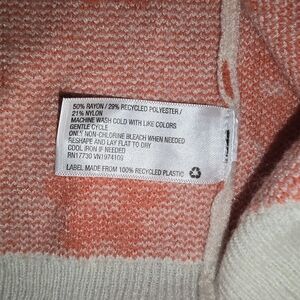 50% RAYON / 29% RECYCLED POLYESTER /
21% NYLON
MACHINE WASH COLD WITH LIKE COLORS
GENTLE CYCLE
ONLY NON-CHLORINE BLEACH WHEN NEEDED
RESHAPE AND LAY FLAT TO DRY
COOL IRON IF NEEDED
RN17730 VN1974109
LABEL MADE FROM 100% RECYCLED PLASTIC